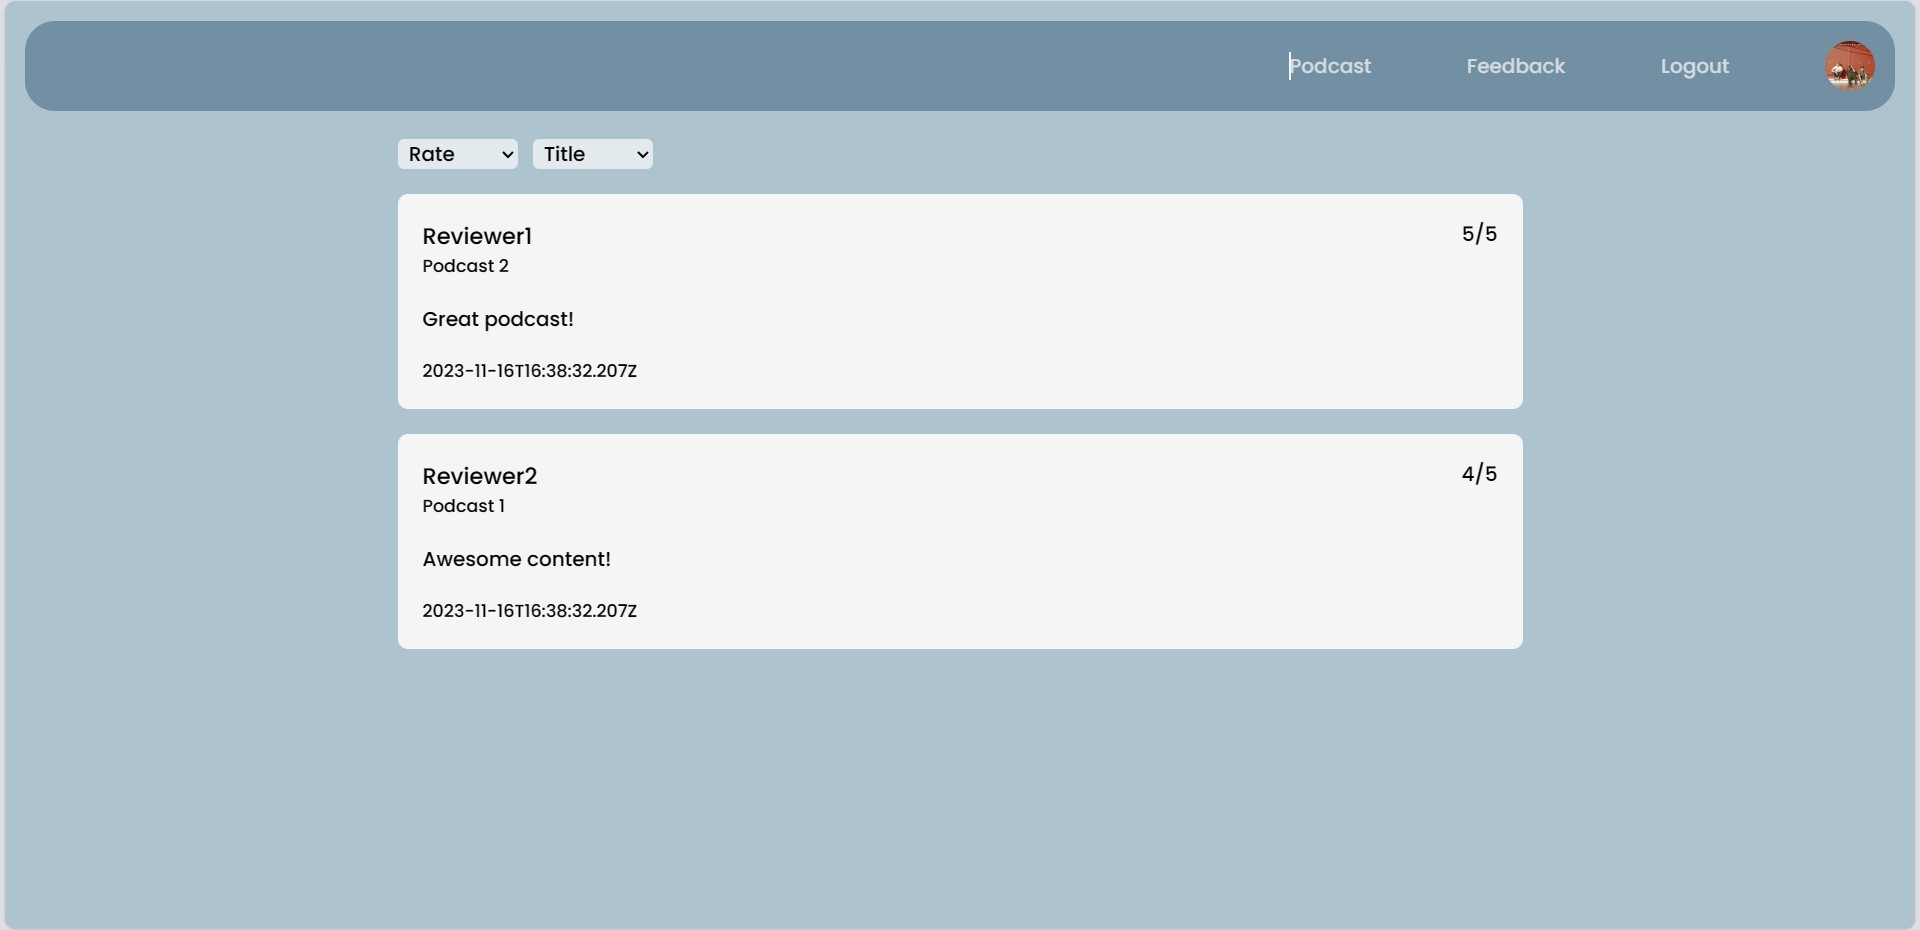 Podcast Feedback Logout
Rate Title
Reviewer1 5/5
Podcast 2
Great podcast!
2023-11-16T16:38:32.207Z
Reviewer2 4/5
Podcast 1
Awesome content!
2023-11-16T16:38:32.207Z